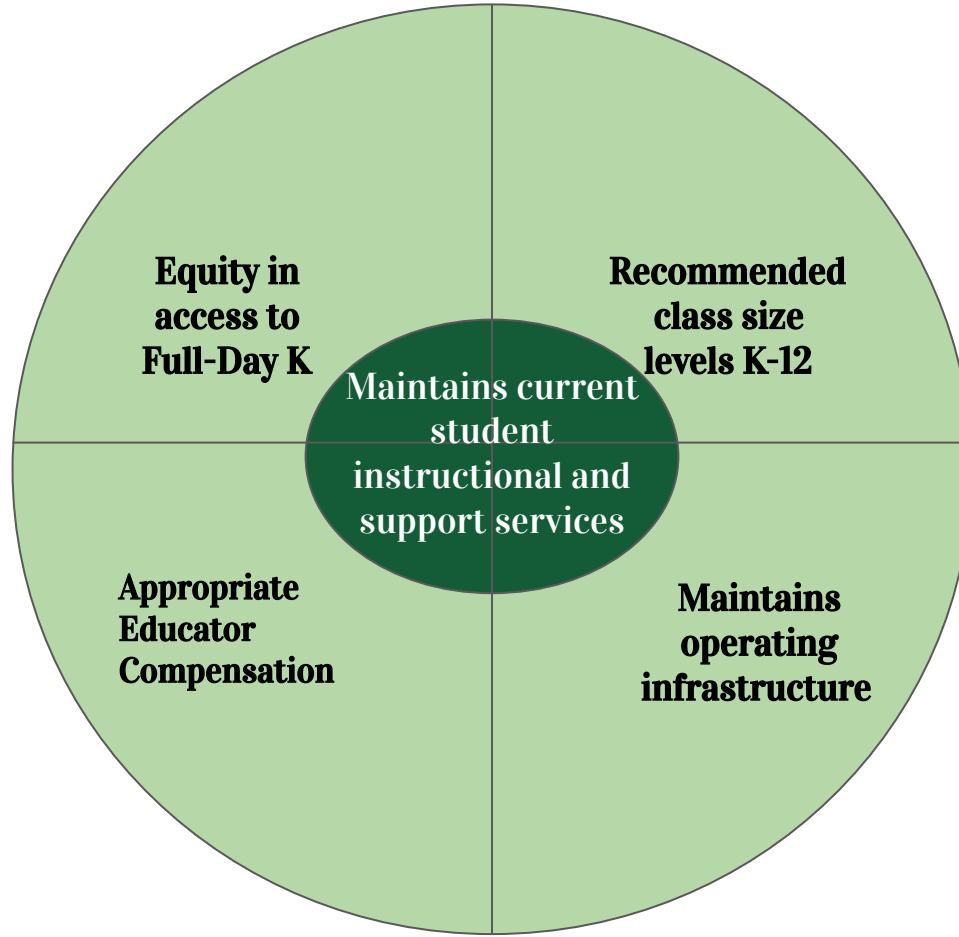 Equity in
access to
Full-Day K
Recommended
class size
levels K-12
Maintains current
student
instructional and
support services
Appropriate
Educator
Compensation
Maintains
operating
infrastructure